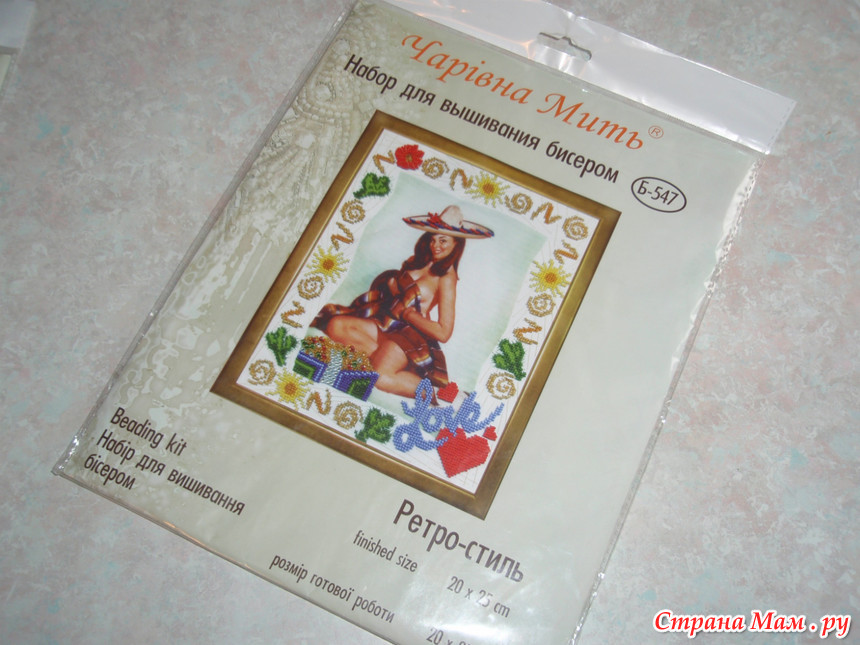 Чарівна Мить®
Набор для вышивания бисером
Б-547
Love
Beading kit
Набір для вишивання
бісером
Ретро-стиль
finished size 20 x 25 cm
розмір готової роботи 20 x
Страна Мам.ру